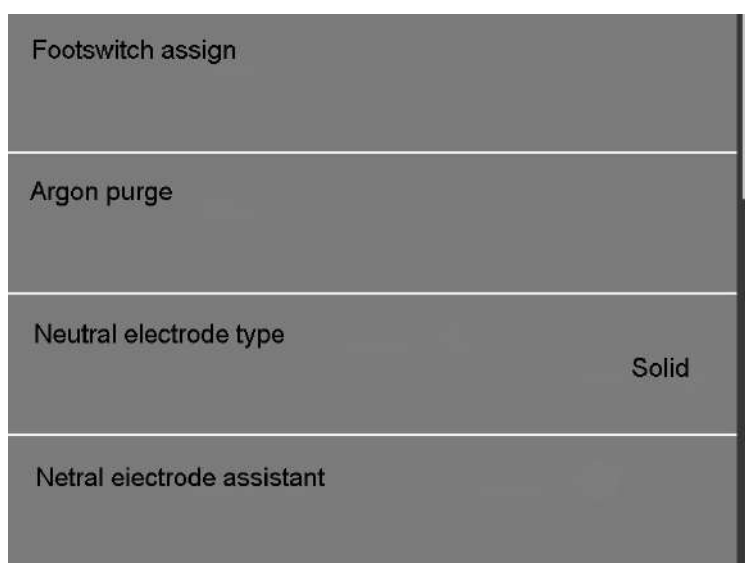 Footswitch assign
Argon purge
Neutral electrode type
Solid
Netral eiectrode assistant